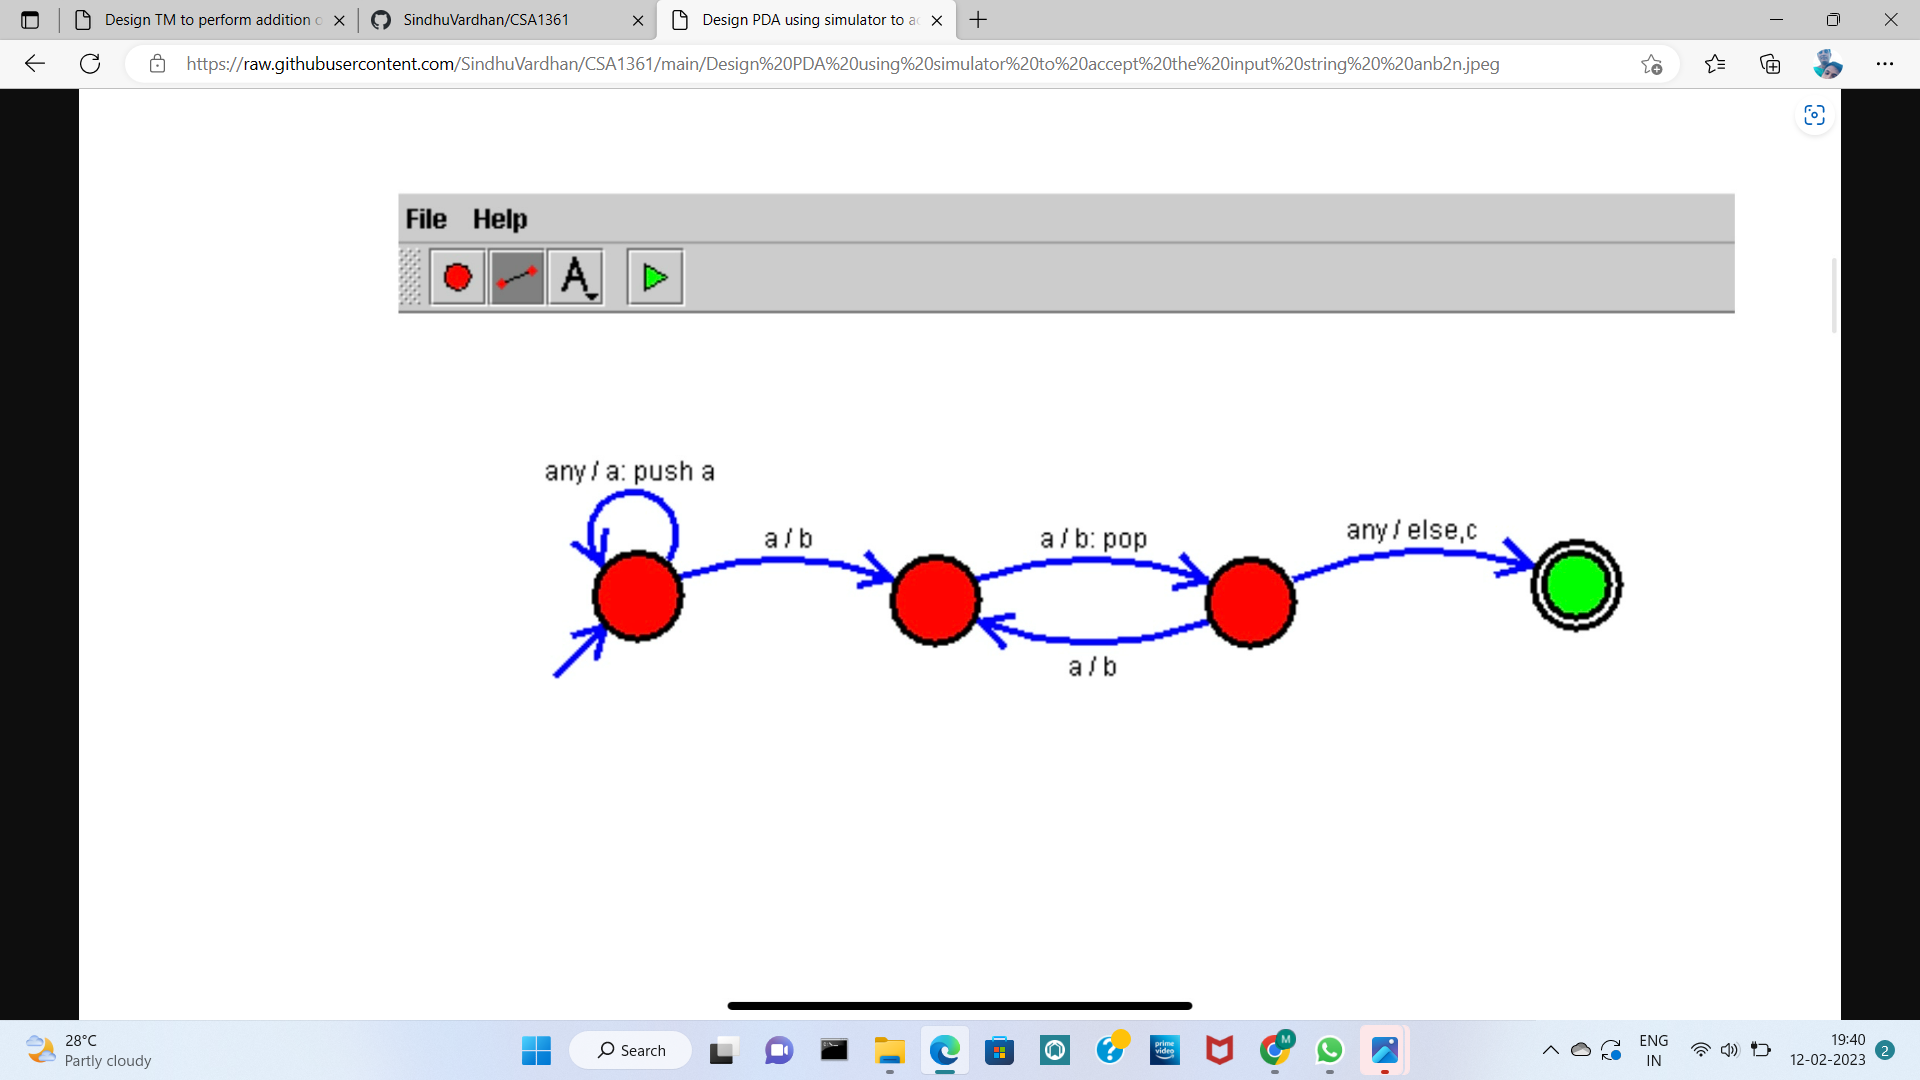 Design TM to perform addition o
SindhuVardhan/CSA1361
Design PDA using simulator to a
https://raw.githubusercontent.com/SindhuVardhan/CSA1361/main/Design%20PDA%20using%20simulator%20to%20accept%20the%20input%20string%20%20anb2n.jpeg
File Help
A
any / a: push a
a / b
a / b: pop
any / else,c
a / b
28°C
Partly cloudy
Search
prime video
M
ENG
IN
19:40
12-02-2023
2